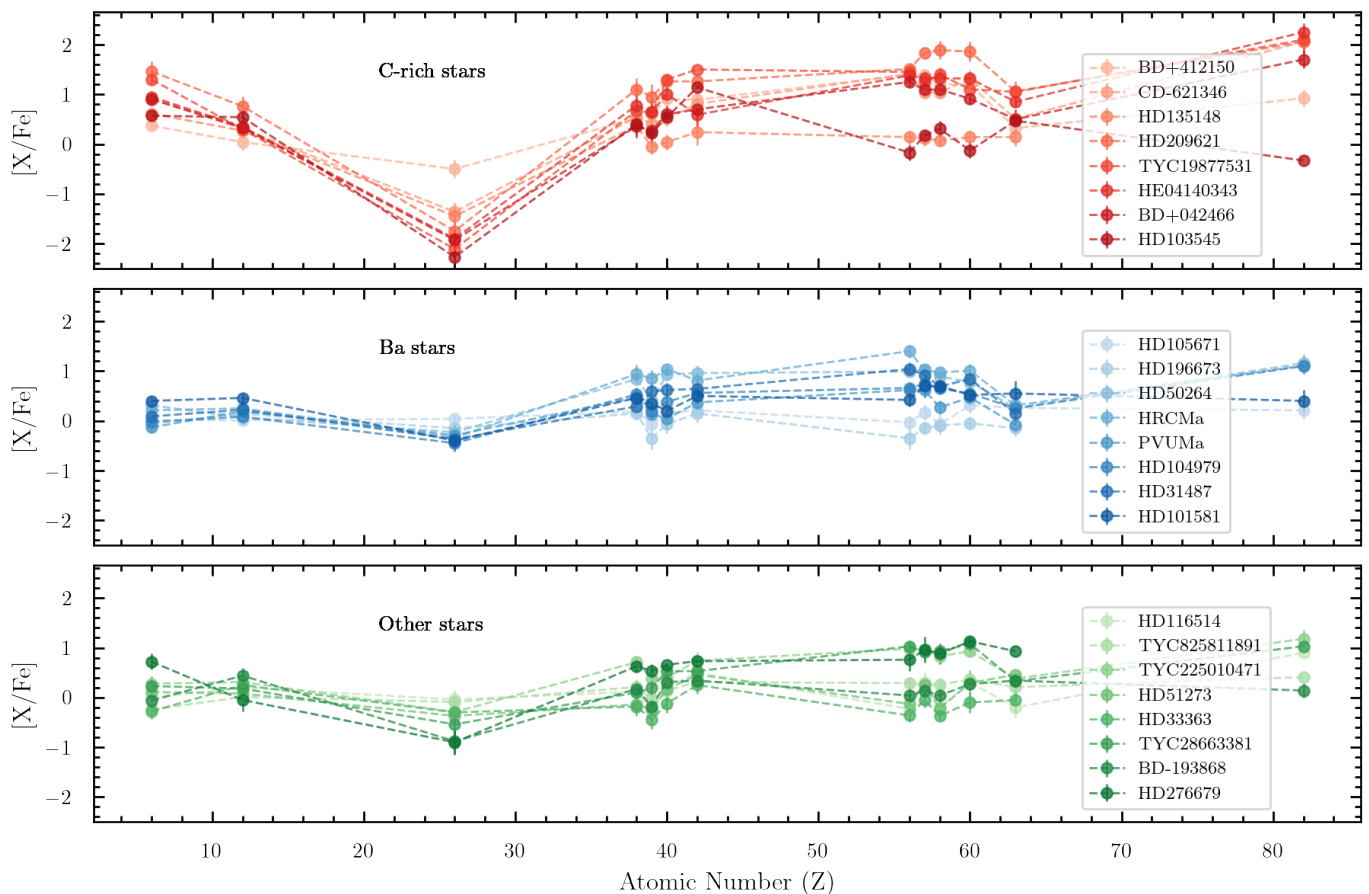 2
1
0
−1
−2
[X/Fe]
C-rich stars
BD+412150
CD-621346
HD135148
HD209621
TYC19877531
HE04140343
BD+042466
HD103545
2
1
0
−1
−2
[X/Fe]
Ba stars
HD105671
HD196673
HD50264
HRCMa
PVUMa
HD104979
HD31487
HD101581
2
1
0
−1
−2
[X/Fe]
Other stars
HD116514
TYC825811891
TYC225010471
HD51273
HD33363
TYC28663381
BD-193868
HD276679
10 20 30 40 50 60 70 80
Atomic Number (Z)